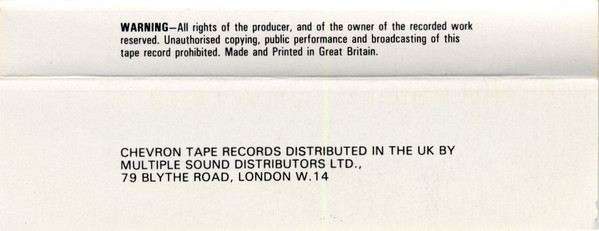 WARNING—All rights of the producer, and of the owner of the recorded work
reserved. Unauthorised copying, public performance and broadcasting of this
tape record prohibited. Made and Printed in Great Britain.
CHEVRON TAPE RECORDS DISTRIBUTED IN THE UK BY
MULTIPLE SOUND DISTRIBUTORS LTD.,
79 BLYTHE ROAD, LONDON W.14